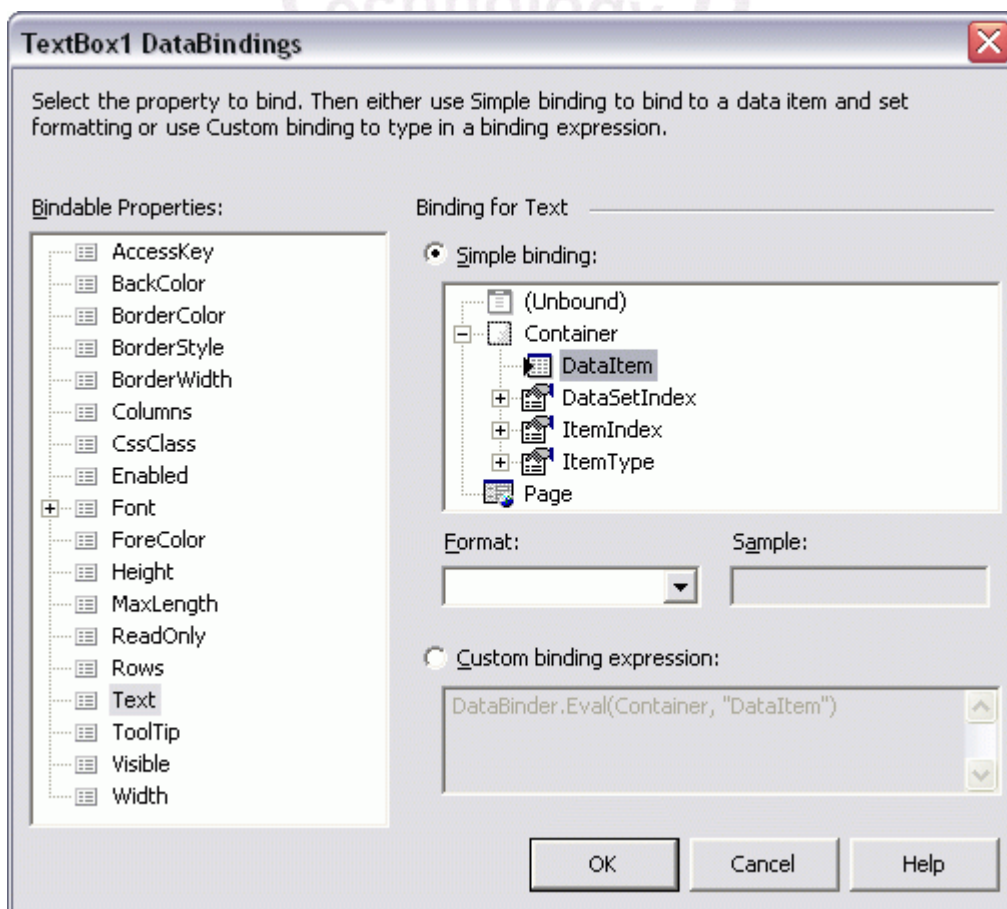 TextBox1 DataBindings
Select the property to bind. Then either use Simple binding to bind to a data item and set
formatting or use Custom binding to type in a binding expression.
Bindable Properties:
AccessKey
BackColor
BorderColor
BorderStyle
BorderWidth
Columns
CssClass
Enabled
Font
ForeColor
Height
MaxLength
ReadOnly
Rows
Text
ToolTip
Visible
Width
Binding for Text
Simple binding:
(Unbound)
Container
DataItem
DataSetIndex
ItemIndex
ItemType
Page
Format:
Sample:
Custom binding expression:
DataBinder.Eval(Container, "DataItem")
OK
Cancel
Help